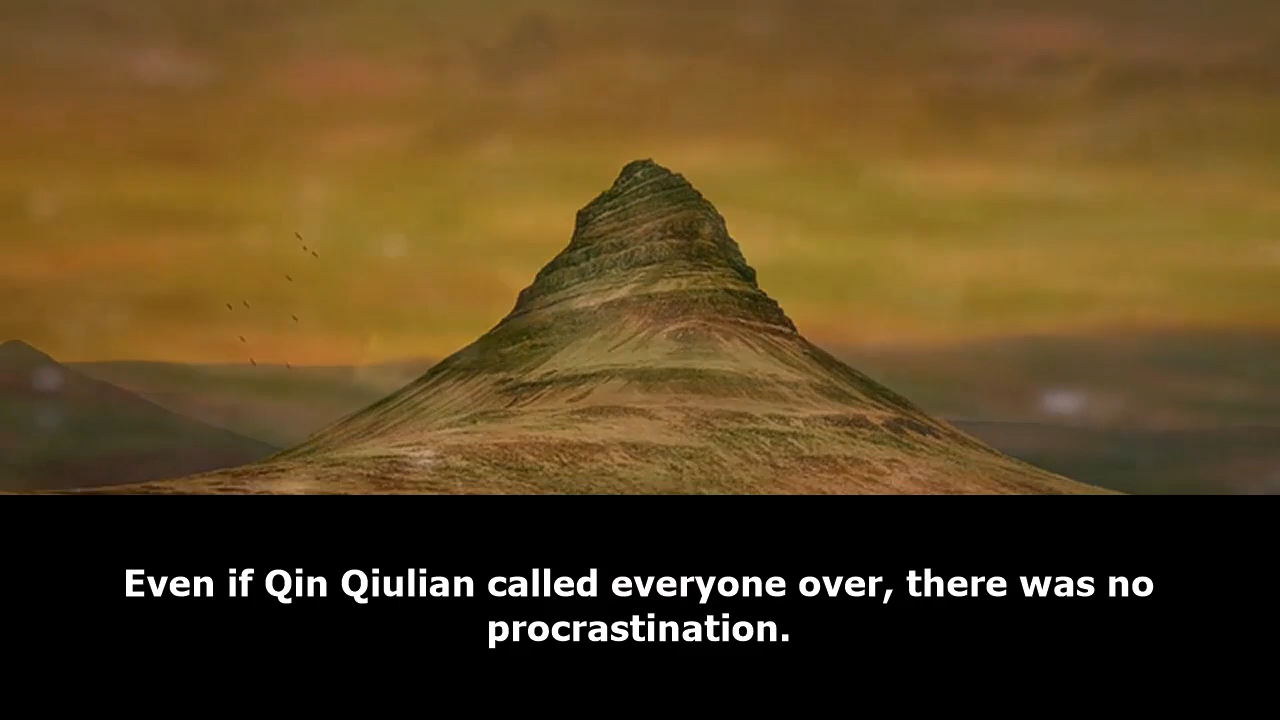 Even if Qin Qiulian called everyone over, there was no
procrastination.